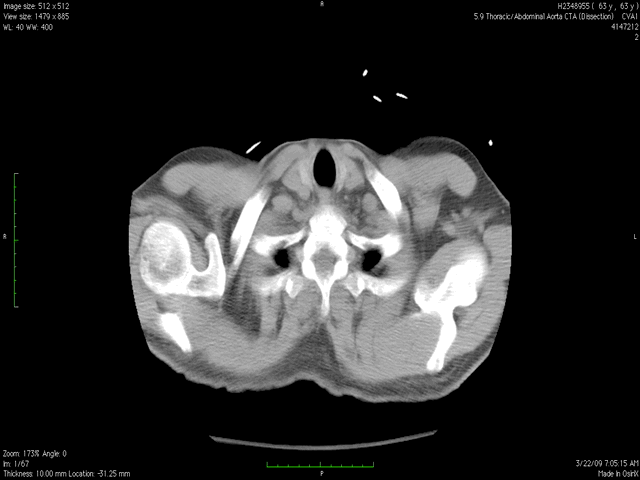 Image size: 512 x 512
View size: 1479 x 885
WL: 40 WW: 400
R
H2348955 ( 63 y , 63 y )
5.9 Thoracic/Abdominal Aorta CTA (Dissection) CVA1
4147212
2
R
L
Zoom: 173% Angle: 0
Im: 1/67
Thickness: 10.00 mm Location: -31.25 mm
P
3/22/09 7:05:15 AM
Made In OsiriX